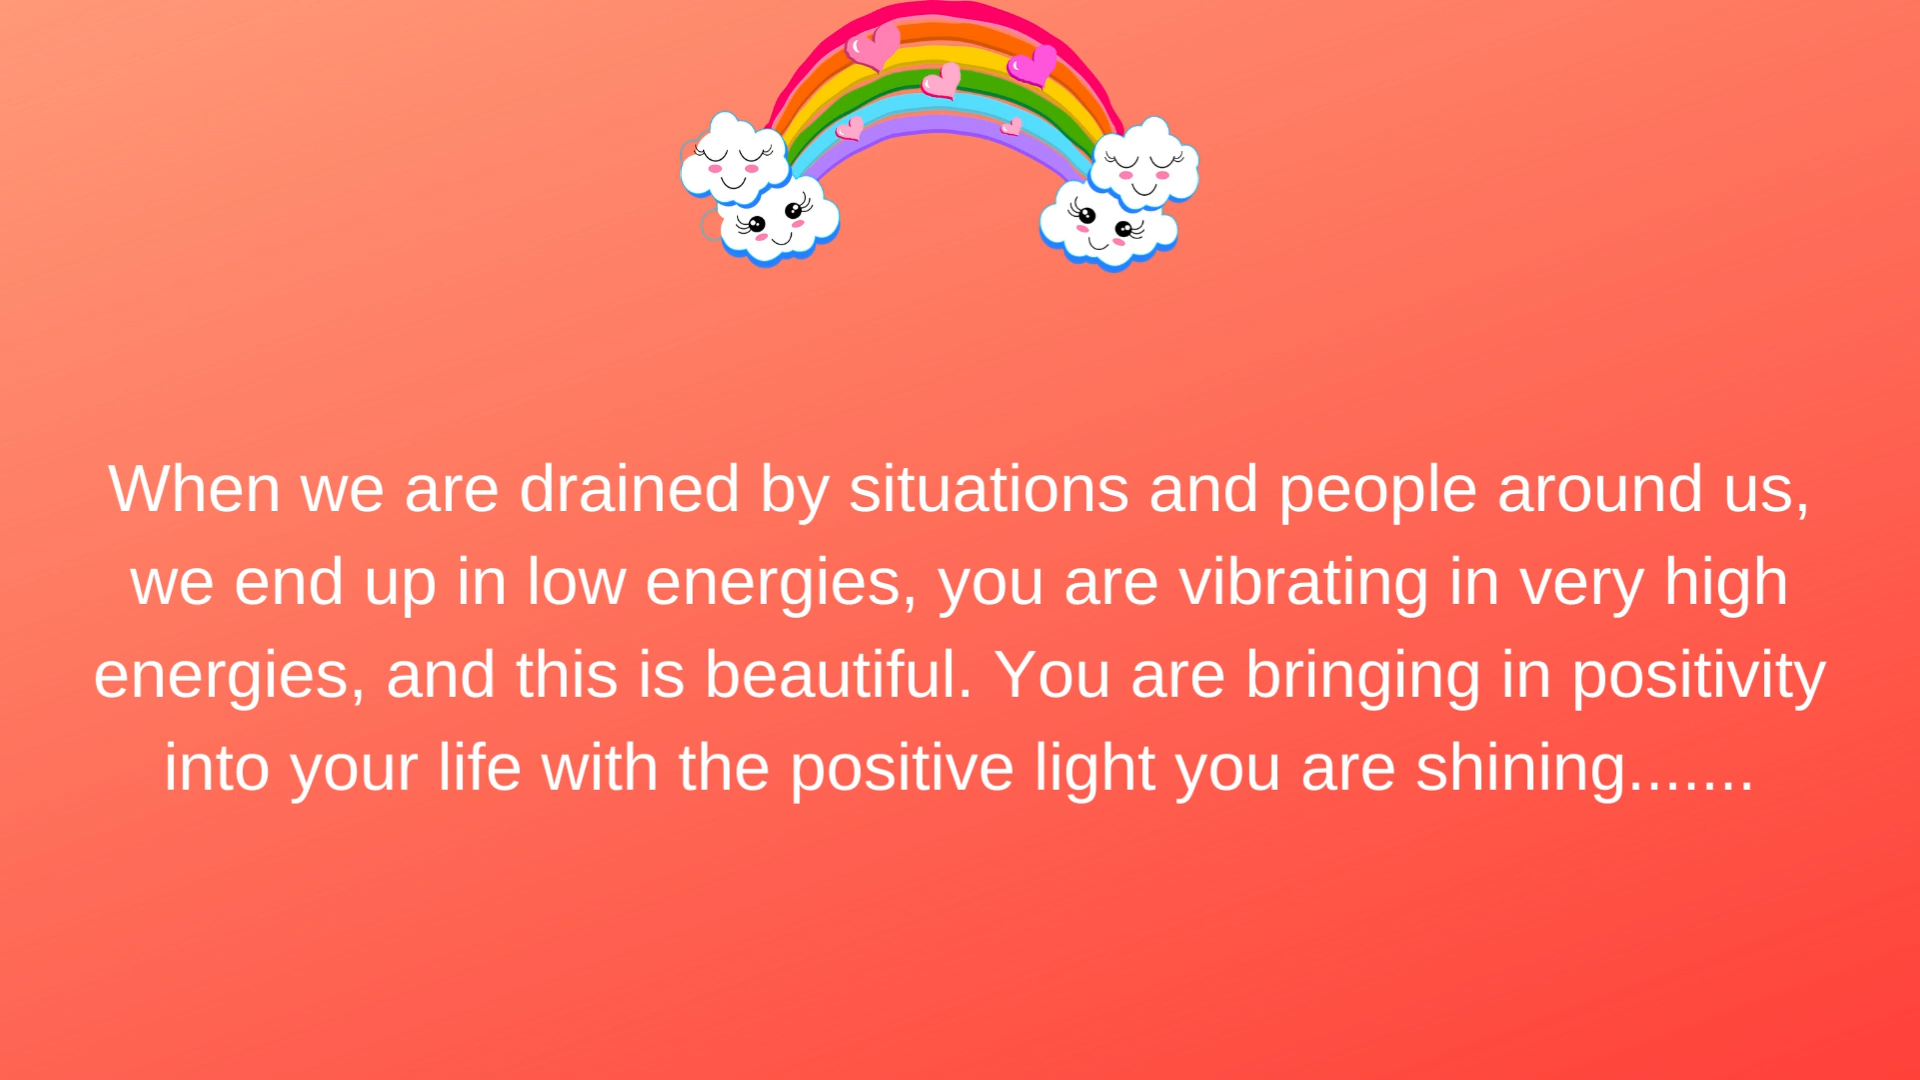 When we are drained by situations and people around us,
we end up in low energies, you are vibrating in very high
energies, and this is beautiful. You are bringing in positivity
into your life with the positive light you are shining.......